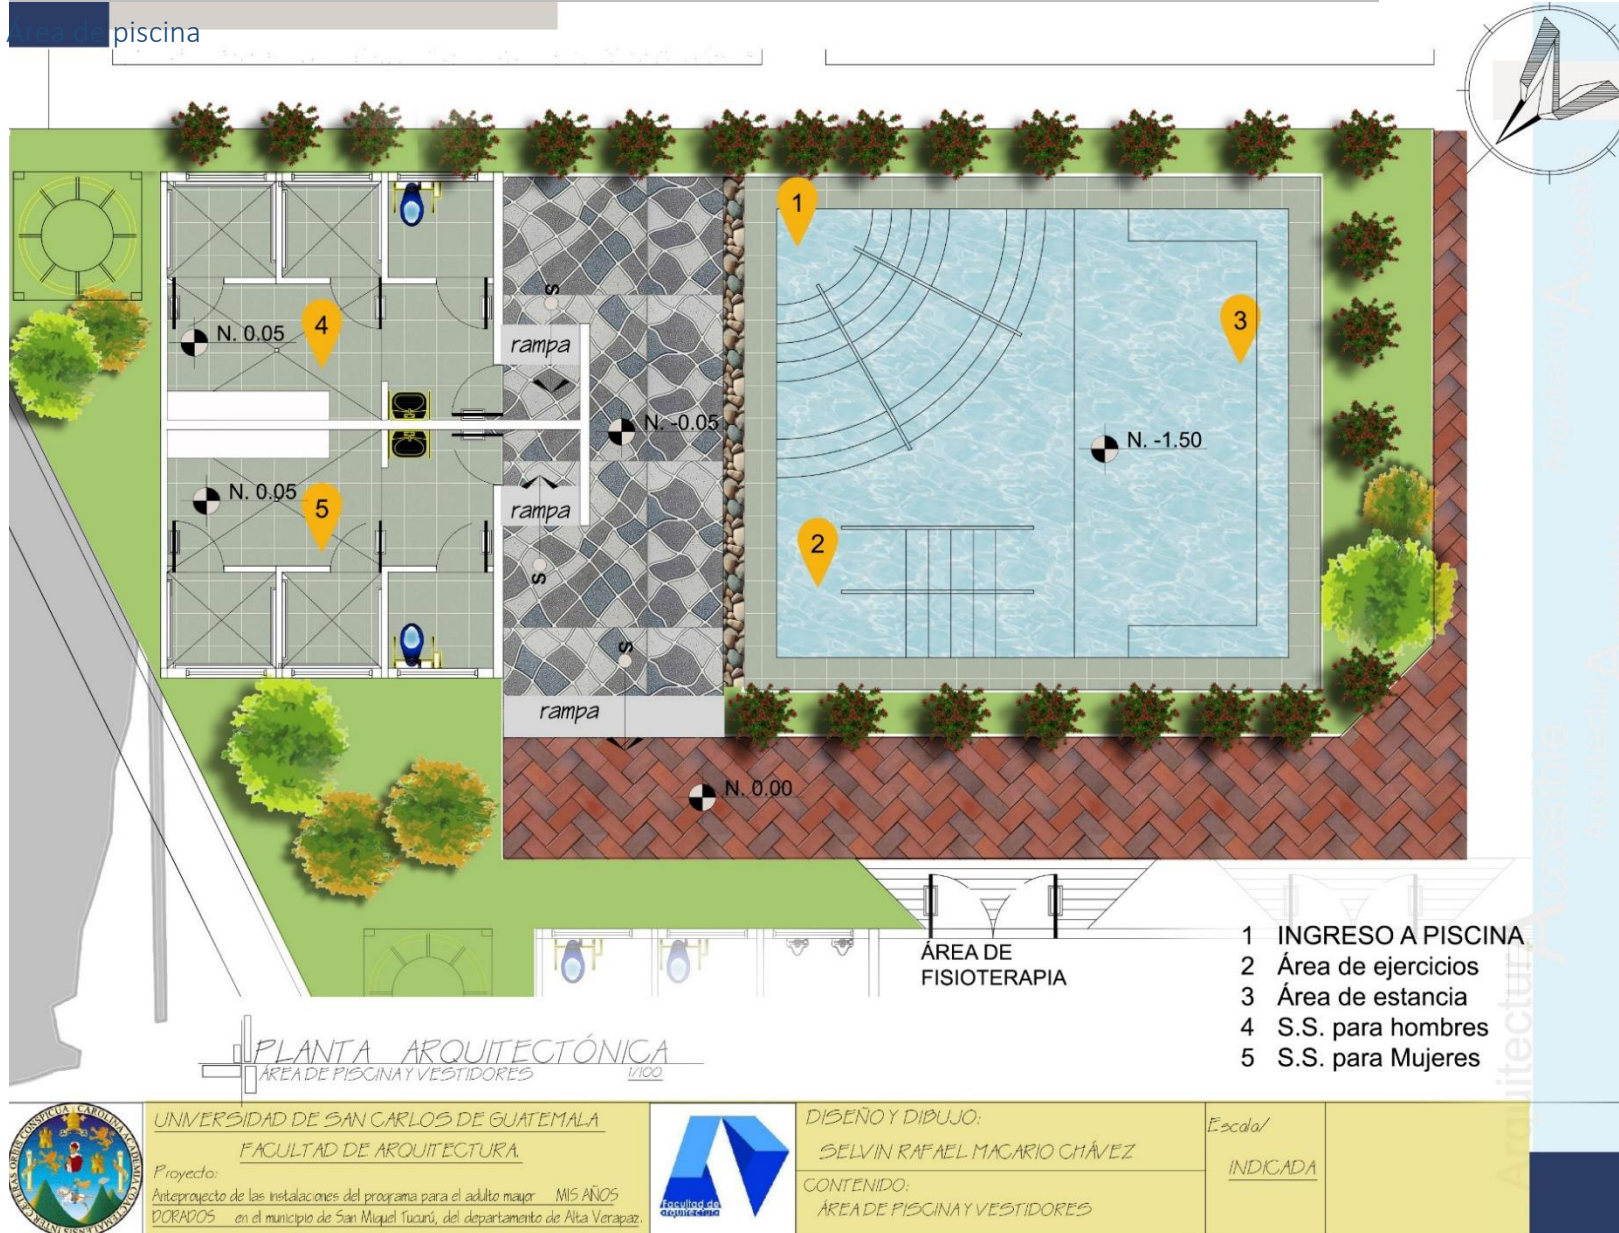 Área de piscina
1
4
N. 0.05
rampa
S
3
N. -0.05
N. -1.50
N. 0.05
5
rampa
2
S
S
rampa
N. 0.00
ÁREA DE
FISIOTERAPIA
1 INGRESO A PISCINA
2 Área de ejercicios
3 Área de estancia
4 S.S. para hombres
5 S.S. para Mujeres
PLANTA ARQUITECTÓNICA
ÁREA DE PISCINA Y VESTIDORES 1/100
UNIVERSIDAD DE SAN CARLOS DE GUATEMALA
FACULTAD DE ARQUITECTURA
Proyecto:
Anteproyecto de las instalaciones del programa para el adulto mayor MIS AÑOS
DORADOS en el municipio de San Miguel Tucurú, del departamento de Alta Verapaz.
Facultad de
arquitectura
DISEÑO Y DIBUJO:
SELVIN RAFAEL MACARIO CHÁVEZ
CONTENIDO:
ÁREA DE PISCINA Y VESTIDORES
Escala/
INDICADA
Arquitectura Accesible